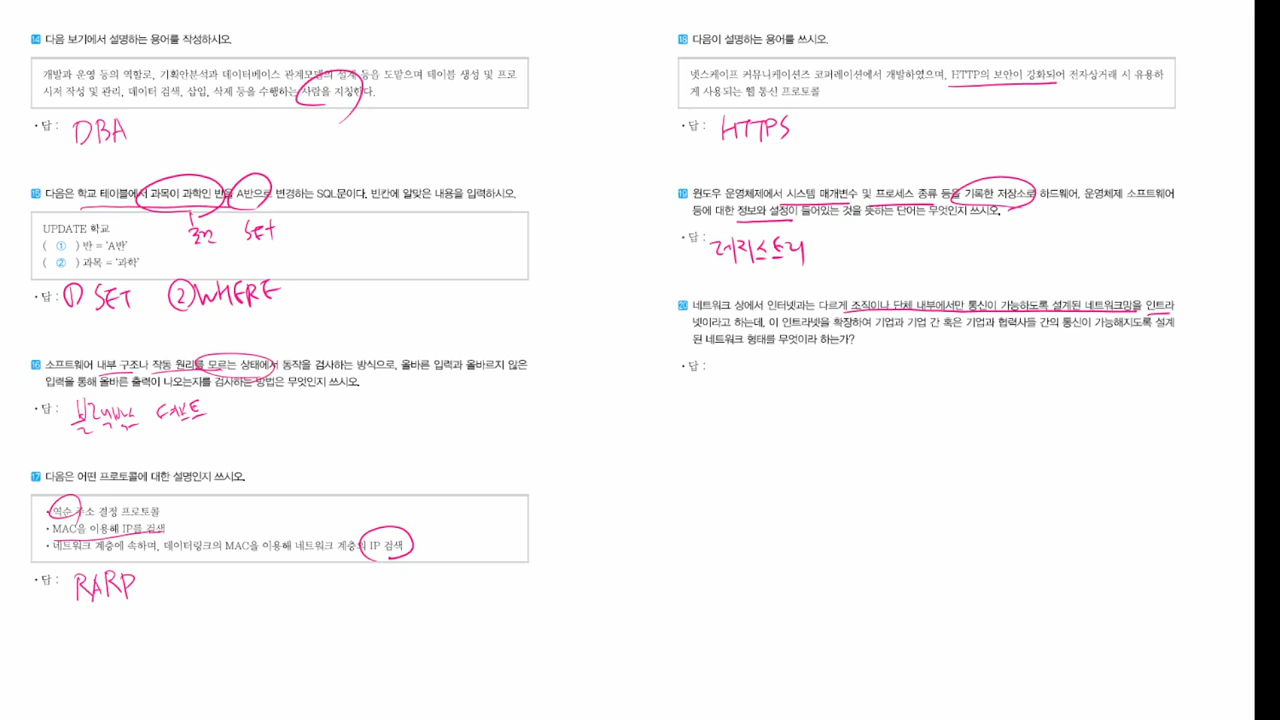 14 다음 보기에서 설명하는 용어를 작성하시오.
개발과 운영 등의 역할로, 기획안분석과 데이터베이스 관계모델의 설계 등을 도맡으며 테이블 생성 및 프로
시저 작성 및 관리, 데이터 검색, 삽입, 삭제 등을 수행하는 사람을 지칭한다.
• 답 : DBA
15 다음은 학교 테이블에서 과목이 과학인 반을 A반으로 변경하는 SQL문이다. 빈칸에 알맞은 내용을 입력하시오.
조건 SET
UPDATE 학교
( ① ) 반 = 'A반'
( ② ) 과목 = '과학'
• 답 : ① SET ② WHERE
16 소프트웨어 내부 구조나 작동 원리를 모르는 상태에서 동작을 검사하는 방식으로, 올바른 입력과 올바르지 않은
입력을 통해 올바른 출력이 나오는지를 검사하는 방법은 무엇인지 쓰시오.
• 답 : 블랙박스 테스트
17 다음은 어떤 프로토콜에 대한 설명인지 쓰시오.
• 역순 주소 결정 프로토콜
• MAC을 이용해 IP를 검색
• 네트워크 계층에 속하며, 데이터링크의 MAC을 이용해 네트워크 계층의 IP 검색
• 답 : RARP
18 다음이 설명하는 용어를 쓰시오.
넷스케이프 커뮤니케이션즈 코퍼레이션에서 개발하였으며, HTTP의 보안이 강화되어 전자상거래 시 유용하
게 사용되는 웹 통신 프로토콜
• 답 : HTTPS
19 윈도우 운영체제에서 시스템 매개변수 및 프로세스 종류 등을 기록한 저장소로 하드웨어, 운영체제 소프트웨어
등에 대한 정보와 설정이 들어있는 것을 뜻하는 단어는 무엇인지 쓰시오.
• 답 : 레지스트리
20 네트워크 상에서 인터넷과는 다르게 조직이나 단체 내부에서만 통신이 가능하도록 설계된 네트워크망을 인트라
넷이라고 하는데, 이 인트라넷을 확장하여 기업과 기업 간 혹은 기업과 협력사들 간의 통신이 가능해지도록 설계
된 네트워크 형태를 무엇이라 하는가?
• 답 :